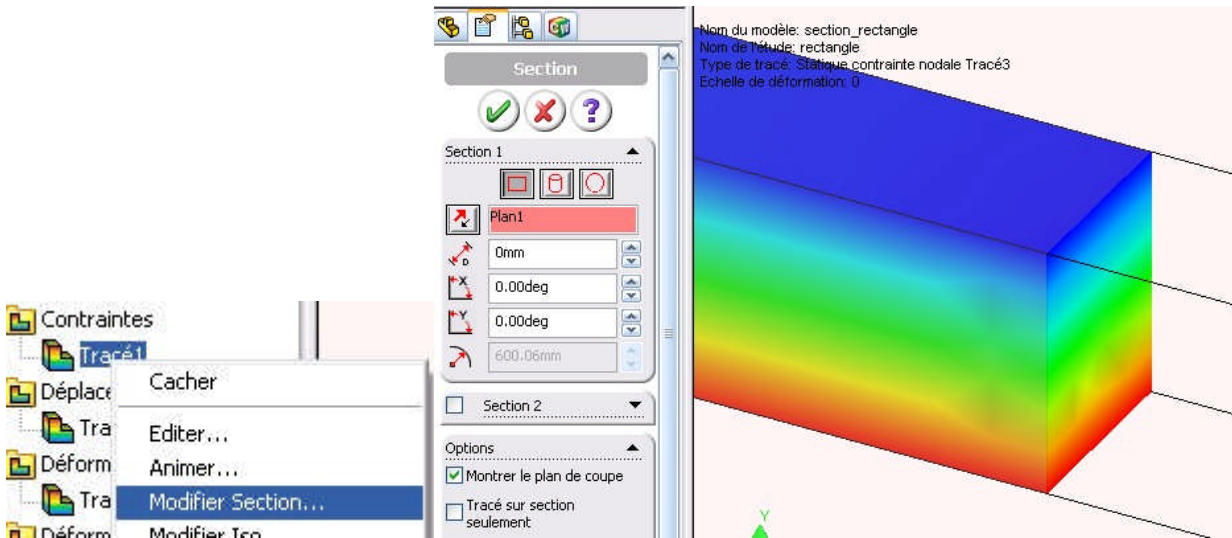 Contraintes
Tracé1
Cacher
Déplace
Tra
Editer...
Déform
Animer...
Tra
Modifier Section...
Déform
Modifier Iso
Section
Section 1
Plan1
D
0mm
X
0.00deg
Y
0.00deg
600.06mm
Section 2
Options
Montrer le plan de coupe
Tracé sur section
seulement
Nom du modèle: section_rectangle
Nom de l'étude: rectangle
Type de tracé: Statique contrainte nodale Tracé3
Echelle de déformation: 0
Y